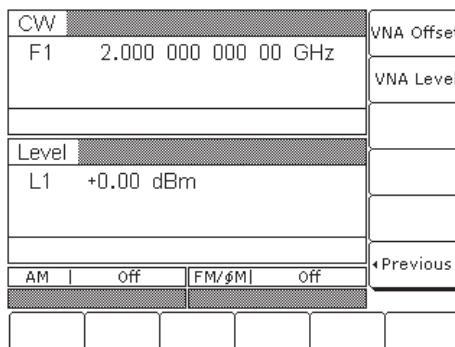 CW
F1 2.000 000 000 00 GHz
Level
L1 +0.00 dBm
AM | Off FM/ϕM| Off
VNA Offset
VNA Level
◂Previous